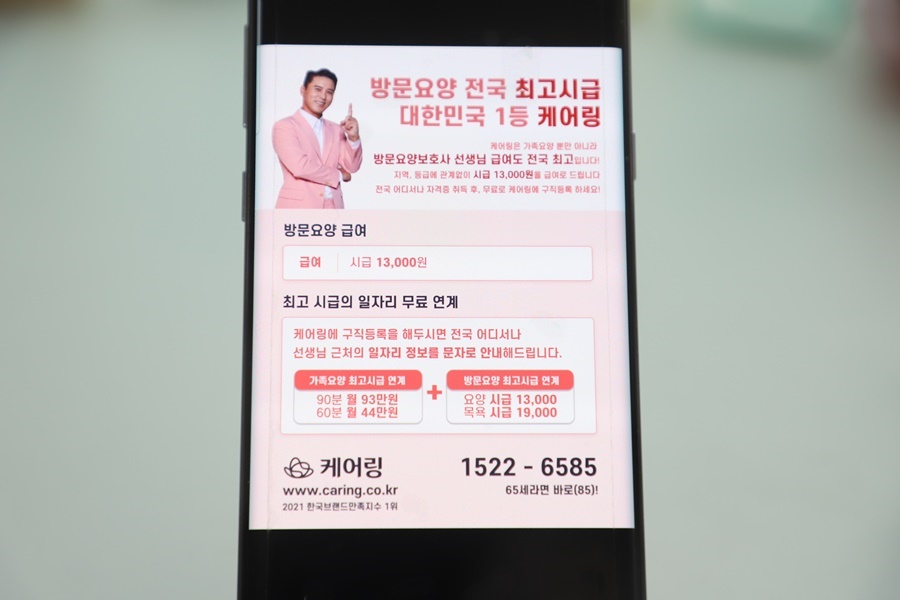 방문요양 전국 최고시급
대한민국 1등 케어링
케어링은 가족요양 뿐만 아니라
방문요양보호사 선생님 급여도 전국 최고입니다!
지역, 등급에 관계없이 시급 13,000원을 급여로 드립니다
전국 어디서나 자격증 취득 후, 무료로 케어링에 구직등록 하세요!
방문요양 급여
급여 시급 13,000원
최고 시급의 일자리 무료 연계
케어링에 구직등록을 해두시면 전국 어디서나
선생님 근처의 일자리 정보를 문자로 안내해드립니다.
가족요양 최고시급 연계
90분 월 93만원
60분 월 44만원
+
방문요양 최고시급 연계
요양 시급 13,000
목욕 시급 19,000
케어링
www.caring.co.kr
2021 한국브랜드만족지수 1위
1522 - 6585
65세라면 바로(85)!